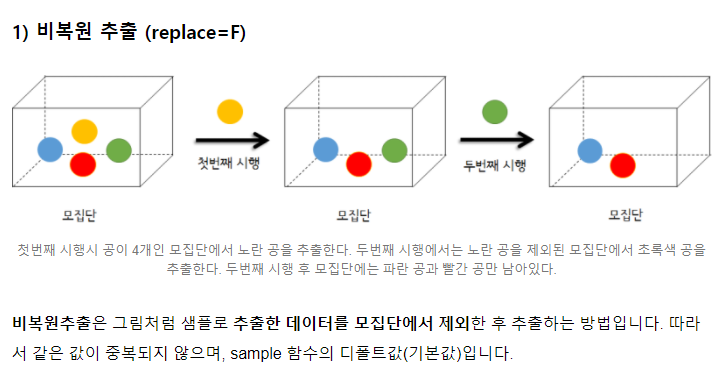 1) 비복원 추출 (replace=F)
첫번째 시행
두번째 시행
모집단
모집단
모집단
첫번째 시행시 공이 4개인 모집단에서 노란 공을 추출한다. 두번째 시행에서는 노란 공을 제외된 모집단에서 초록색 공을
추출한다. 두번째 시행 후 모집단에는 파란 공과 빨간 공만 남아있다.
비복원추출은 그림처럼 샘플로 추출한 데이터를 모집단에서 제외한 후 추출하는 방법입니다. 따라
서 같은 값이 중복되지 않으며, sample 함수의 디폴트값(기본값)입니다.